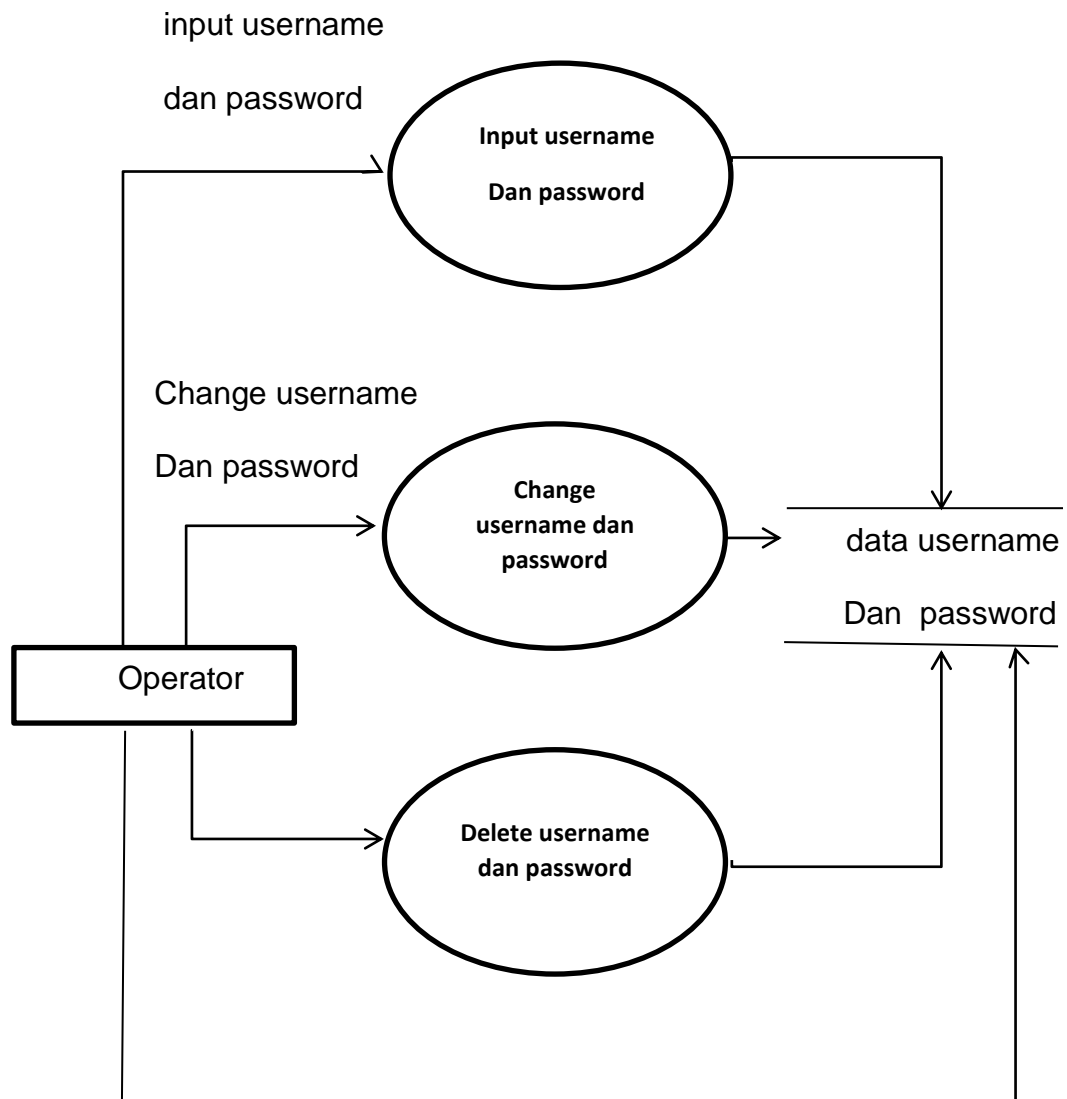 input username
dan password
Input username
Dan password
Change username
Dan password
Change
username dan
password
data username
Dan password
Operator
Delete username
dan password